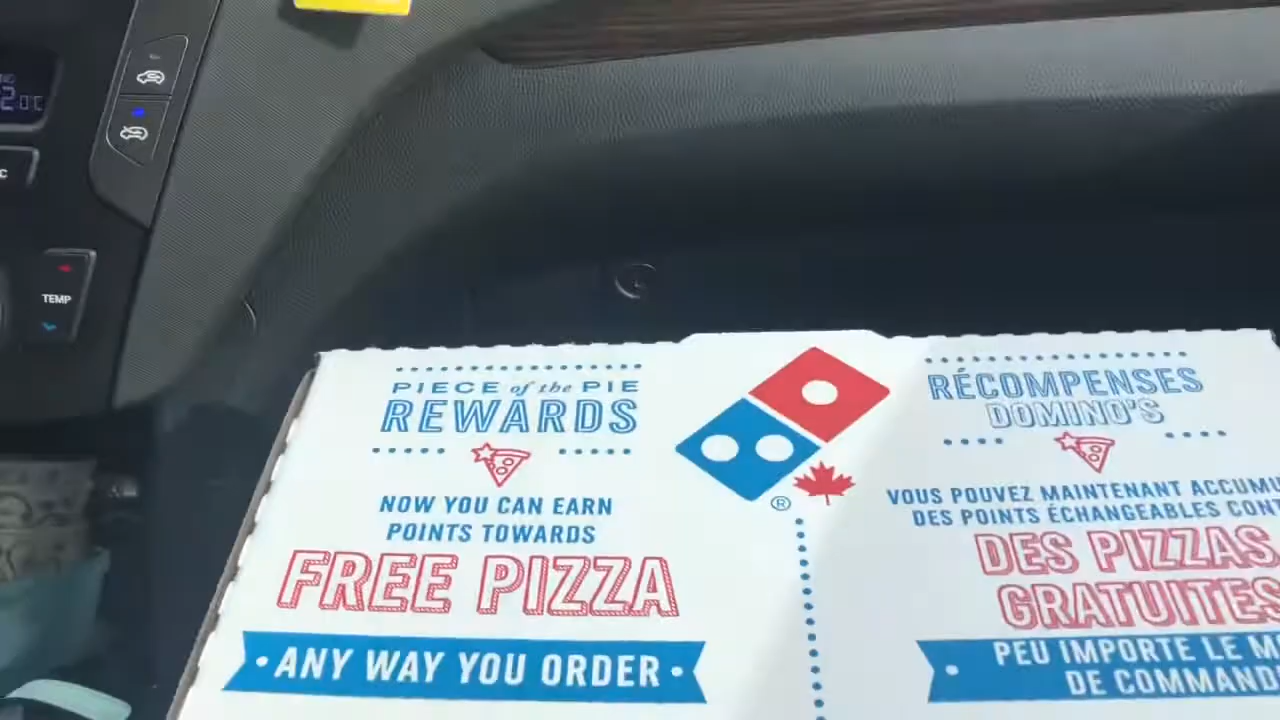 TEMP
PIECE of the PIE
REWARDS
NOW YOU CAN EARN
POINTS TOWARDS
FREE PIZZA
• ANY WAY YOU ORDER •
®
RÉCOMPENSES
DOMINO'S
VOUS POUVEZ MAINTENANT
DES POINTS ÉCHANGEABLES
DES PIZZAS
GRATUITES
PEU IMPORTE LE
DE